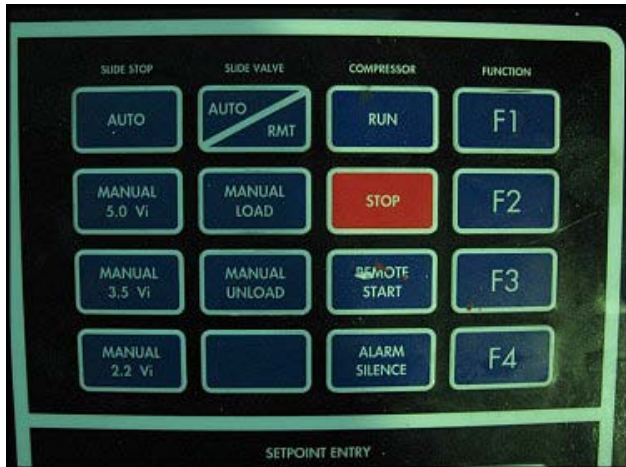 SLIDE STOP SLIDE VALVE COMPRESSOR FUNCTION
AUTO
AUTO
RMT
RUN
F1
MANUAL
5.0 Vi
MANUAL
LOAD
STOP
F2
MANUAL
3.5 Vi
MANUAL
UNLOAD
REMOTE
START
F3
MANUAL
2.2 Vi
ALARM
SILENCE
F4
SETPOINT ENTRY